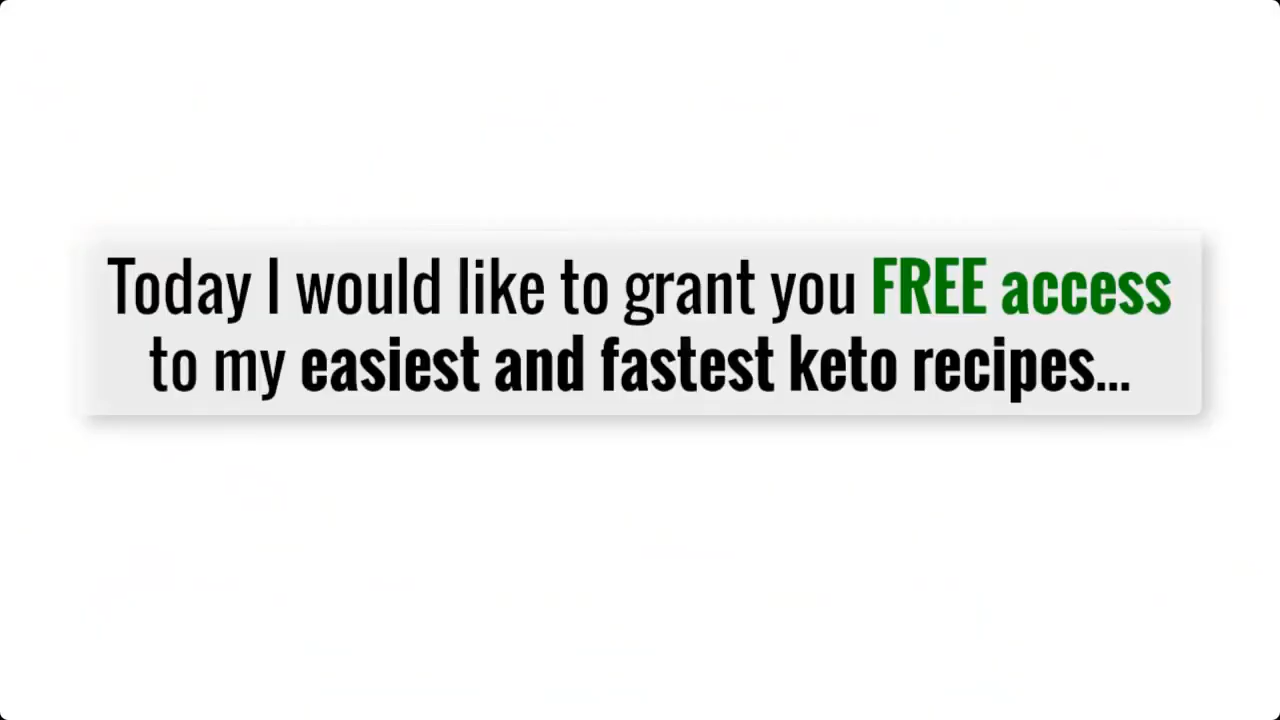 Today I would like to grant you FREE access
to my easiest and fastest keto recipes...